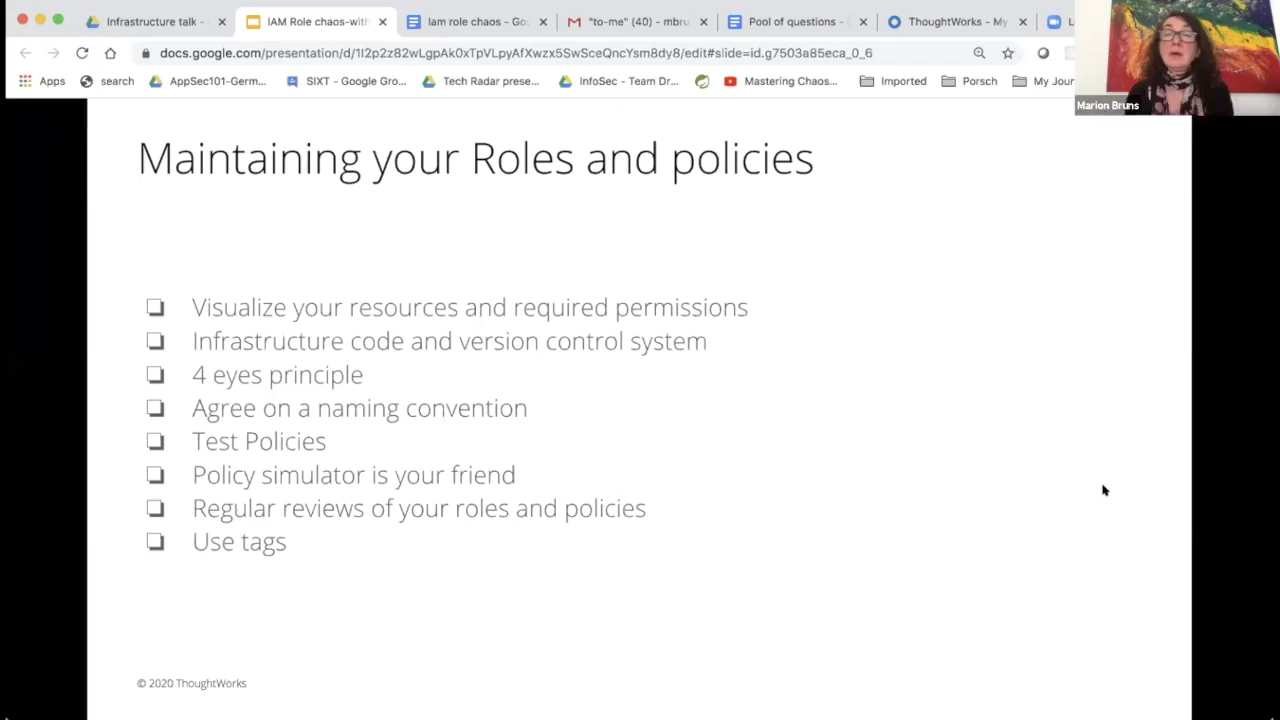 Infrastructure talk -
IAM Role chaos-with
Iam role chaos - Go
"to-me" (40) - mbru
Pool of questions -
ThoughtWorks - My
docs.google.com/presentation/d/1I2p2z82wLgpAk0xTpVLpyAfXwzx5SwSceQncYsm8dy8/edit#slide=id.g7503a85eca_0_6
Apps
search
AppSec101-Germ...
SIXT - Google Gro...
Tech Radar prese...
InfoSec - Team Dr...
Mastering Chaos...
Imported
Porsch
My Jour
Marion Bruns
Maintaining your Roles and policies
Visualize your resources and required permissions
Infrastructure code and version control system
4 eyes principle
Agree on a naming convention
Test Policies
Policy simulator is your friend
Regular reviews of your roles and policies
Use tags
© 2020 ThoughtWorks